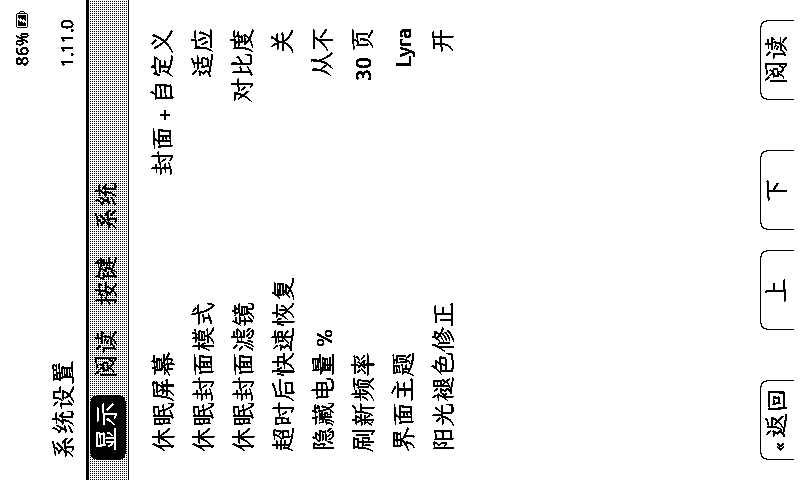 86%
系统设置 1.11.0
显示 阅读 按键 系统
休眠屏幕 封面 + 自定义
休眠封面模式 适应
休眠封面滤镜 对比度
超时后快速恢复 关
隐藏电量 % 从不
刷新频率 30 页
界面主题 Lyra
阳光褪色修正 开
« 返回 上 下 阅读